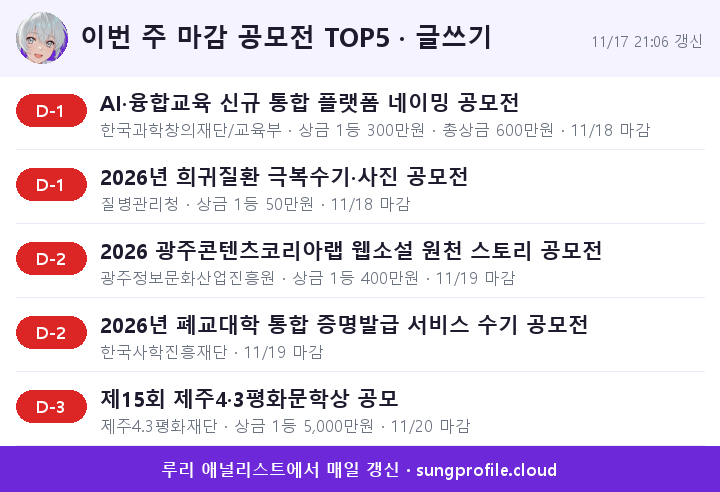 이번 주 마감 공모전 TOP5 · 글쓰기
11/17 21:06 갱신
D-1
AI·융합교육 신규 통합 플랫폼 네이밍 공모전
한국과학창의재단/교육부 · 상금 1등 300만원 · 총상금 600만원 · 11/18 마감
D-1
2026년 희귀질환 극복수기·사진 공모전
질병관리청 · 상금 1등 50만원 · 11/18 마감
D-2
2026 광주콘텐츠코리아랩 웹소설 원천 스토리 공모전
광주정보문화산업진흥원 · 상금 1등 400만원 · 11/19 마감
D-2
2026년 폐교대학 통합 증명발급 서비스 수기 공모전
한국사학진흥재단 · 11/19 마감
D-3
제15회 제주4·3평화문학상 공모
제주4.3평화재단 · 상금 1등 5,000만원 · 11/20 마감
루리 애널리스트에서 매일 갱신 · sungprofile.cloud